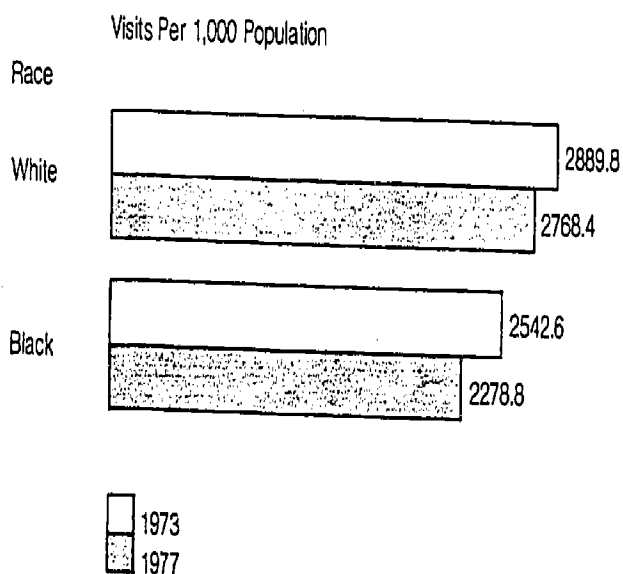 Visits Per 1,000 Population
Race
White
2889.8
2768.4
Black
2542.6
2278.8
1973
1977